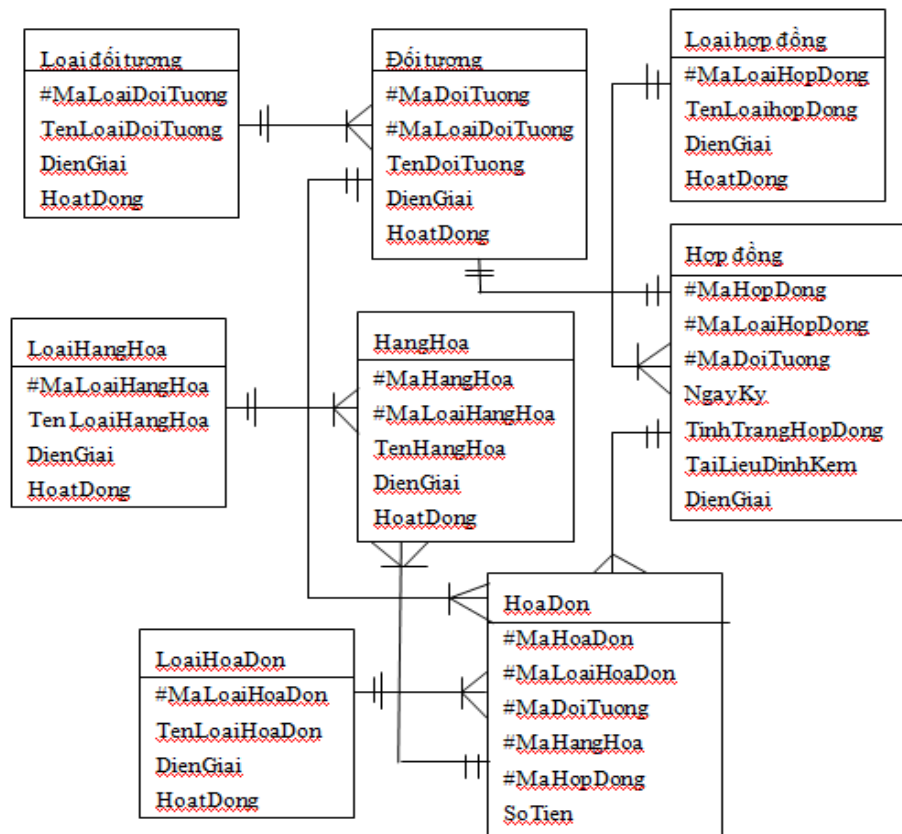 Loại đối tượng
#MaLoaiDoiTuong
TenLoaiDoiTuong
DienGiai
HoatDong
Đối tượng
#MaDoiTuong
#MaLoaiDoiTuong
TenDoiTuong
DienGiai
HoatDong
Loại hợp đồng
#MaLoaiHopDong
TenLoaihopDong
DienGiai
HoatDong
Hợp đồng
#MaHopDong
#MaLoaiHopDong
#MaDoiTuong
NgayKy
TinhTrangHopDong
TaiLieuDinhKem
DienGiai
LoaiHangHoa
#MaLoaiHangHoa
Ten LoaiHangHoa
DienGiai
HoatDong
HangHoa
#MaHangHoa
#MaLoaiHangHoa
TenHangHoa
DienGiai
HoatDong
LoaiHoaDon
#MaLoaiHoaDon
TenLoaiHoaDon
DienGiai
HoatDong
HoaDon
#MaHoaDon
#MaLoaiHoaDon
#MaDoiTuong
#MaHangHoa
#MaHopDong
SoTien